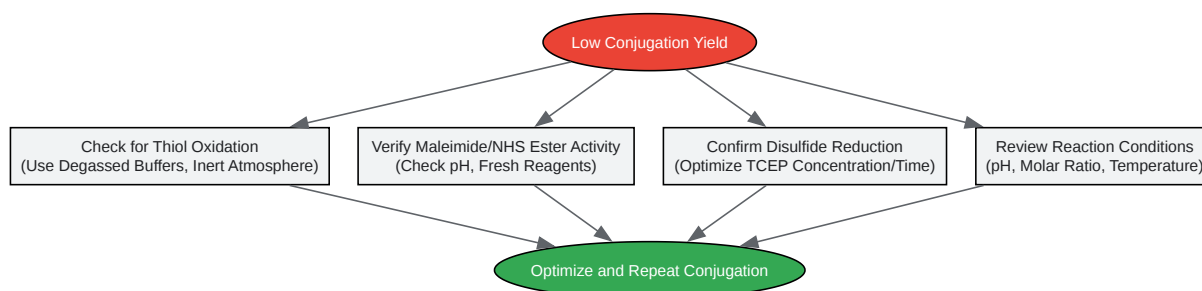 Low Conjugation Yield
Check for Thiol Oxidation
(Use Degassed Buffers, Inert Atmosphere)
Verify Maleimide/NHS Ester Activity
(Check pH, Fresh Reagents)
Confirm Disulfide Reduction
(Optimize TCEP Concentration/Time)
Review Reaction Conditions
(pH, Molar Ratio, Temperature)
Optimize and Repeat Conjugation